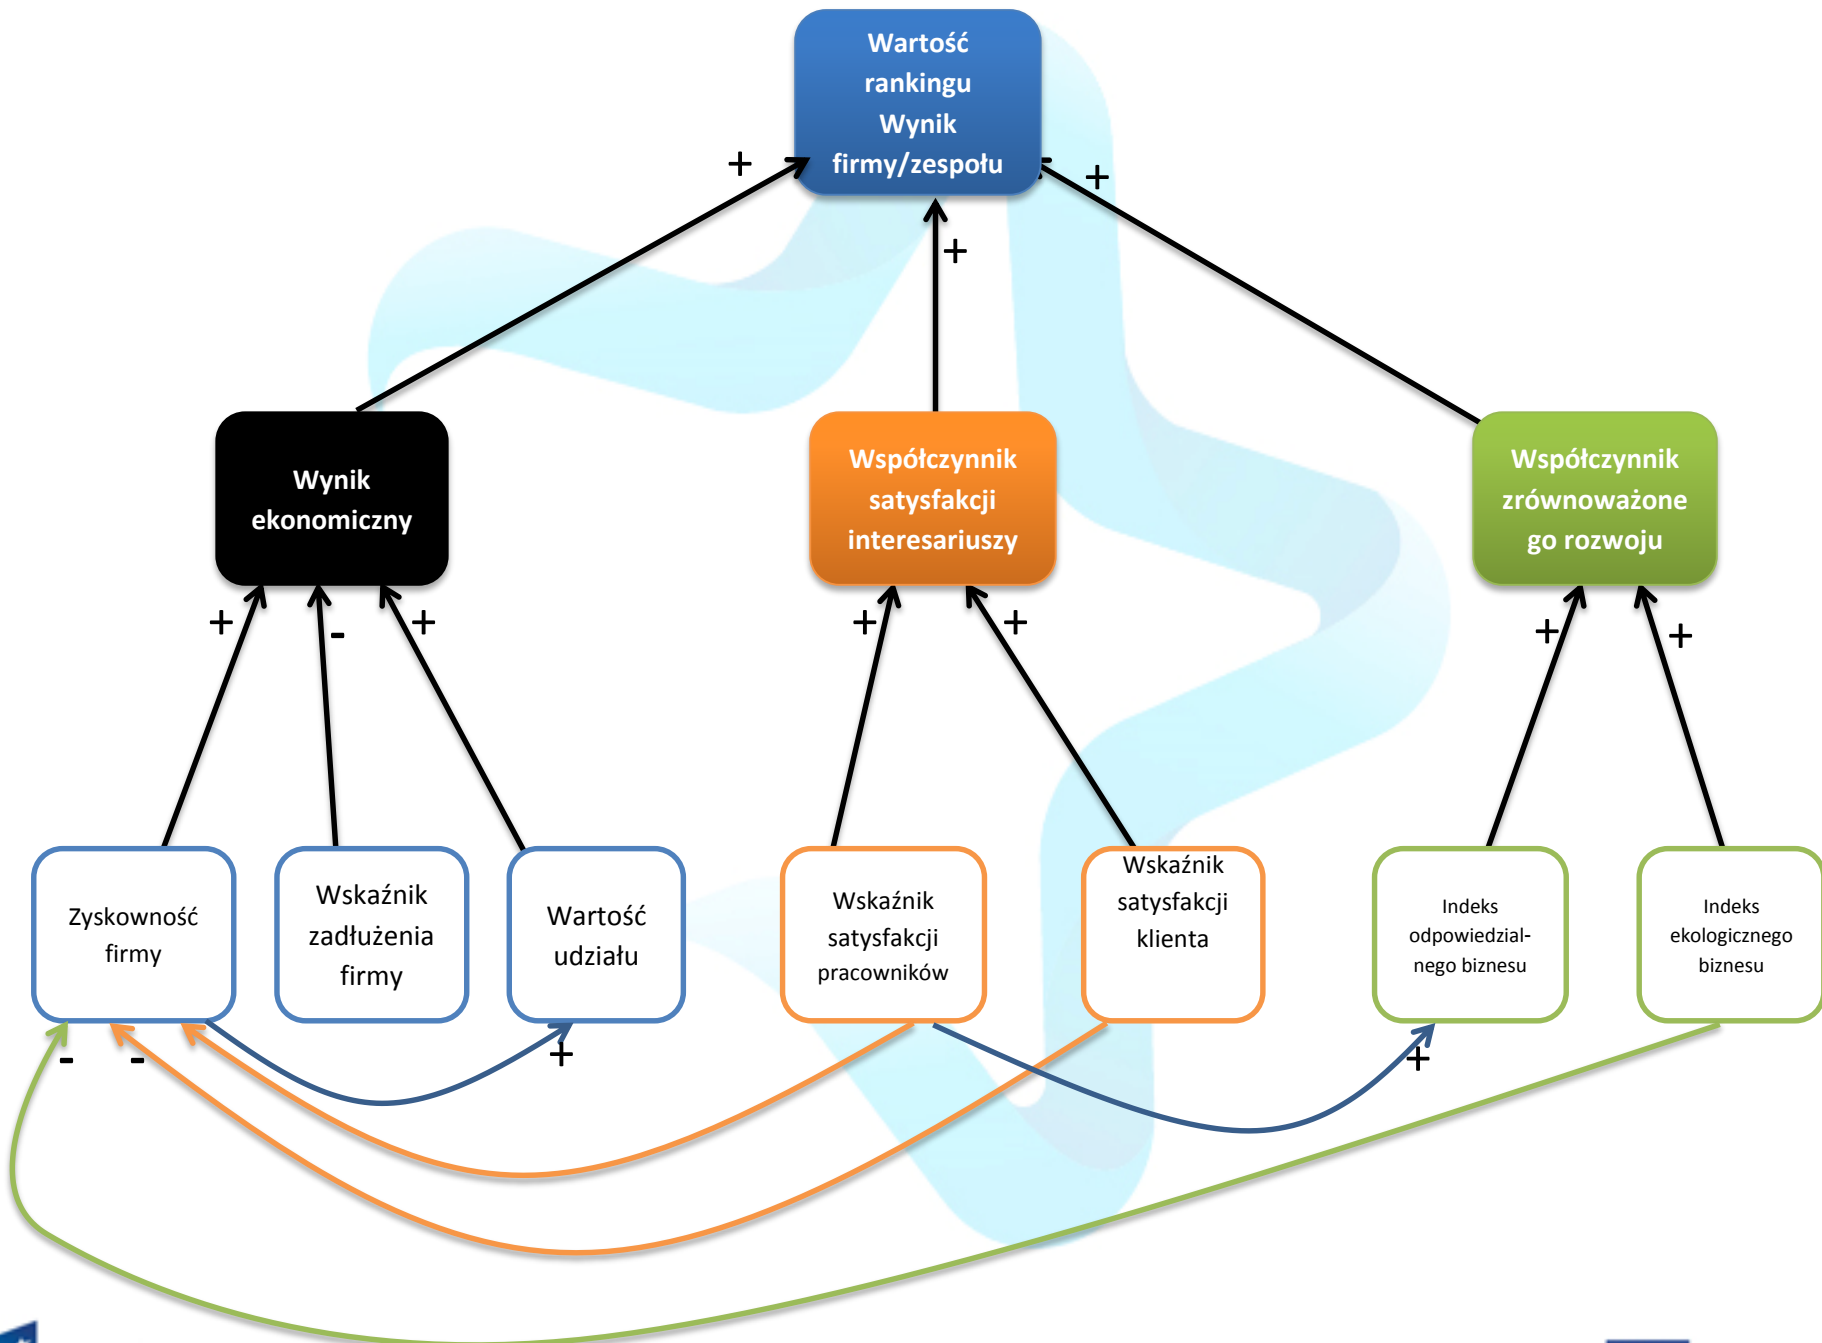 Wartość
rankingu
Wynik
firmy/zespołu
+
+
+
Wynik
ekonomiczny
Współczynnik
satysfakcji
interesariuszy
Współczynnik
zrównoważone
go rozwoju
+
-
+
+
+
+
+
Zyskowność
firmy
Wskaźnik
zadłużenia
firmy
Wartość
udziału
Wskaźnik
satysfakcji
pracowników
Wskaźnik
satysfakcji
klienta
Indeks
odpowiedzial-
nego biznesu
Indeks
ekologicznego
biznesu
-
-
+
+